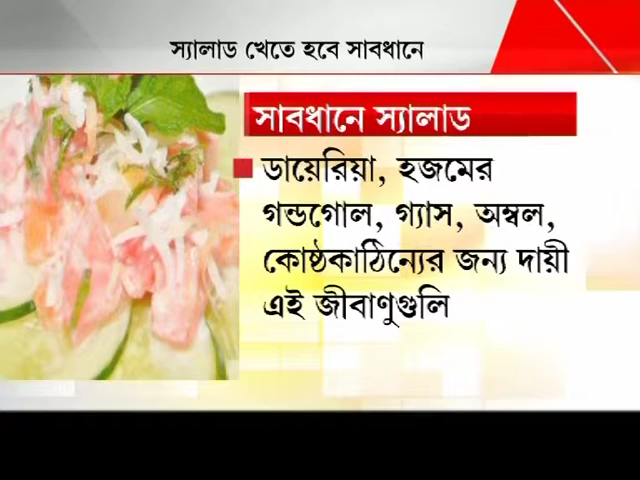 স্যালাড খেতে হবে সাবধানে
সাবধানে স্যালাড
ডায়েরিয়া, হজমের
গন্ডগোল, গ্যাস, অম্বল,
কোষ্ঠকাঠিন্যের জন্য দায়ী
এই জীবাণুগুলি